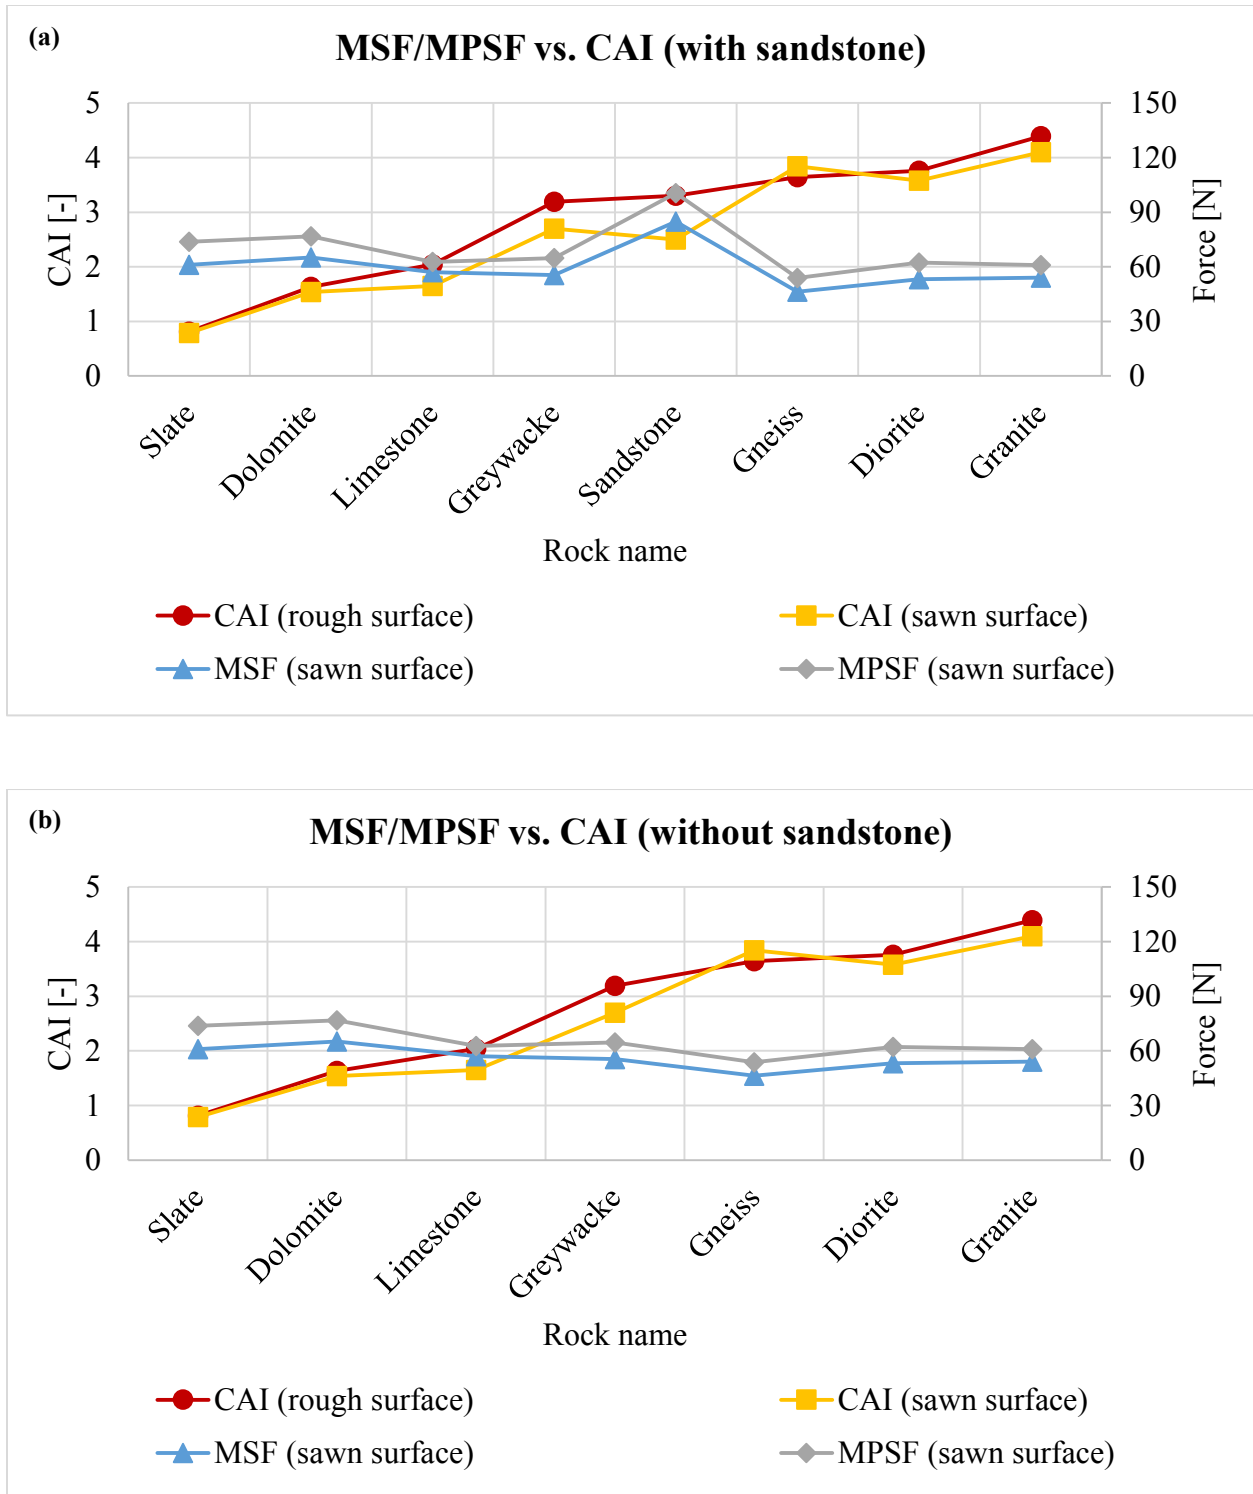 (a)
MSF/MPSF vs. CAI (with sandstone)
5
4
3
2
1
0
CAI [-]
150
120
90
60
30
0
Force [N]
Slate
Dolomite
Limestone
Greywacke
Sandstone
Gneiss
Diorite
Granite
Rock name
CAI (rough surface)
CAI (sawn surface)
MSF (sawn surface)
MPSF (sawn surface)
(b)
MSF/MPSF vs. CAI (without sandstone)
5
4
3
2
1
0
CAI [-]
150
120
90
60
30
0
Force [N]
Slate
Dolomite
Limestone
Greywacke
Gneiss
Diorite
Granite
Rock name
CAI (rough surface)
CAI (sawn surface)
MSF (sawn surface)
MPSF (sawn surface)